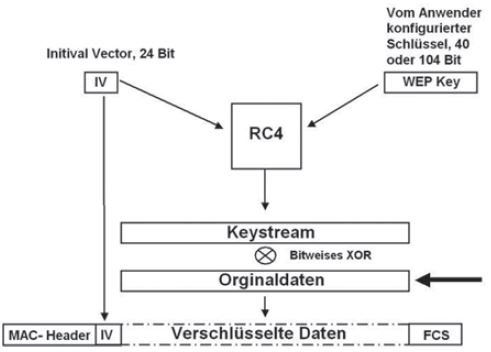 Vom Anwender
konfigurierter
Schlüssel, 40
oder 104 Bit
Initival Vector, 24 Bit
IV
WEP Key
RC4
Keystream
Bitweises XOR
Orginaldaten
MAC- Header IV Verschlüsselte Daten FCS